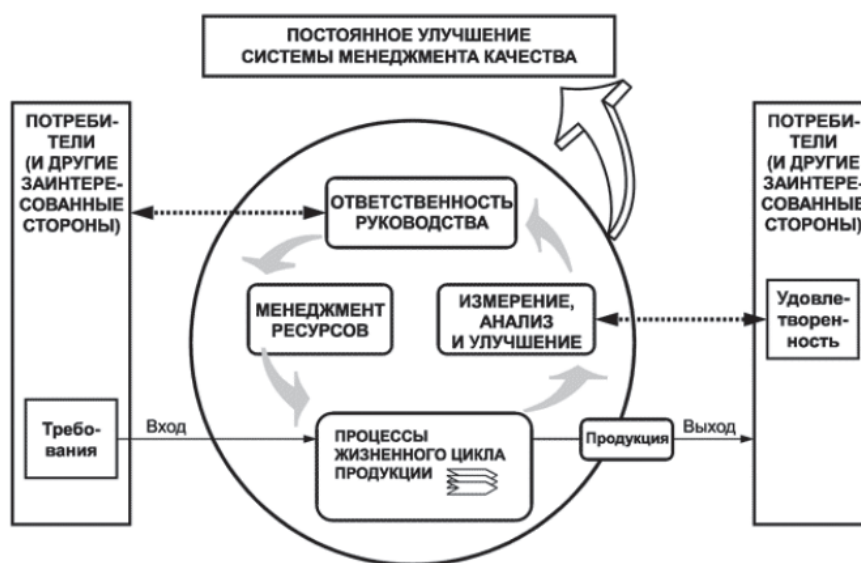 ПОСТОЯННОЕ УЛУЧШЕНИЕ
СИСТЕМЫ МЕНЕДЖМЕНТА КАЧЕСТВА
ПОТРЕБИ-
ТЕЛИ
(И ДРУГИЕ
ЗАИНТЕРЕ-
СОВАННЫЕ
СТОРОНЫ)
Требо-
вания
Вход
ОТВЕТСТВЕННОСТЬ
РУКОВОДСТВА
МЕНЕДЖМЕНТ
РЕСУРСОВ
ИЗМЕРЕНИЕ,
АНАЛИЗ
И УЛУЧШЕНИЕ
ПРОЦЕССЫ
ЖИЗНЕННОГО ЦИКЛА
ПРОДУКЦИИ
Продукция
Выход
ПОТРЕБИ-
ТЕЛИ
(И ДРУГИЕ
ЗАИНТЕРЕ-
СОВАННЫЕ
СТОРОНЫ)
Удовле-
творен-
ность